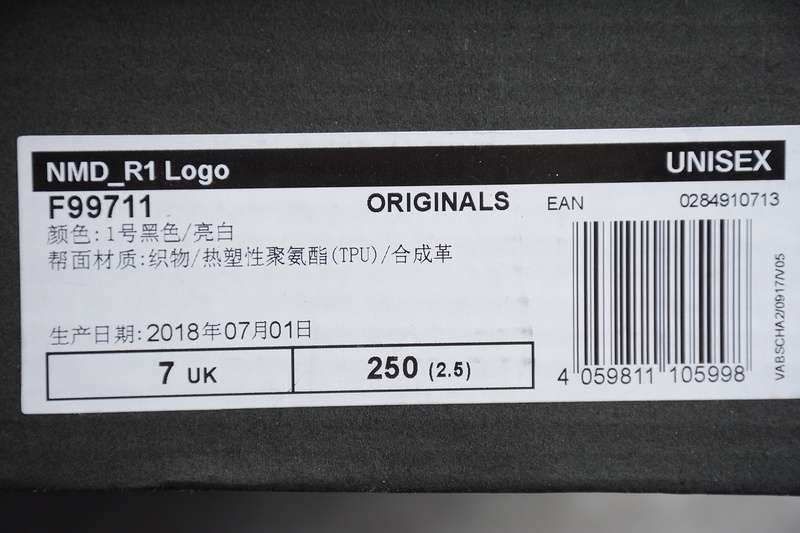 NMD_R1 Logo UNISEX
F99711 ORIGINALS EAN 0284910713
颜色:1号黑色/亮白
帮面材质:织物/热塑性聚氨酯(TPU)/合成革
生产日期:2018年07月01日
7 UK 250 (2.5)
4 059811 105998
VABSCHA2/0917/V05